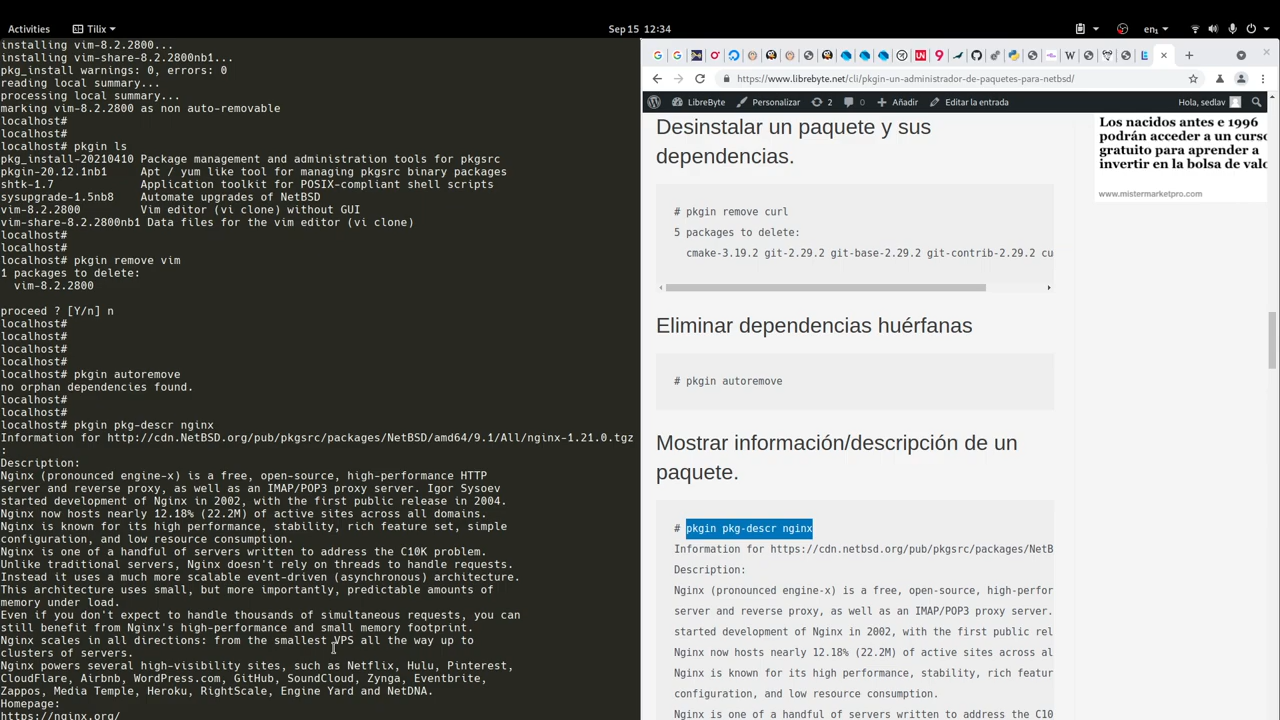 Activities
Tilix
Sep 15 12:34
en₁
installing vim-8.2.2800...
installing vim-share-8.2.2800nb1...
pkg_install warnings: 0, errors: 0
reading local summary...
processing local summary...
marking vim-8.2.2800 as non auto-removable
localhost#
localhost#
localhost# pkgin ls
pkg_install-20210410 Package management and administration tools for pkgsrc
pkgin-20.12.1nb1     Apt / yum like tool for managing pkgsrc binary packages
shtk-1.7             Application toolkit for POSIX-compliant shell scripts
sysupgrade-1.5nb8    Automate upgrades of NetBSD
vim-8.2.2800         Vim editor (vi clone) without GUI
vim-share-8.2.2800nb1 Data files for the vim editor (vi clone)
localhost#
localhost#
localhost# pkgin remove vim
1 packages to delete:
  vim-8.2.2800
proceed ? [Y/n] n
localhost#
localhost#
localhost#
localhost#
localhost# pkgin autoremove
no orphan dependencies found.
localhost#
localhost#
localhost# pkgin pkg-descr nginx
Information for http://cdn.NetBSD.org/pub/pkgsrc/packages/NetBSD/amd64/9.1/All/nginx-1.21.0.tgz
:
Description:
Nginx (pronounced engine-x) is a free, open-source, high-performance HTTP
server and reverse proxy, as well as an IMAP/POP3 proxy server. Igor Sysoev
started development of Nginx in 2002, with the first public release in 2004.
Nginx now hosts nearly 12.18% (22.2M) of active sites across all domains.
Nginx is known for its high performance, stability, rich feature set, simple
configuration, and low resource consumption.
Nginx is one of a handful of servers written to address the C10K problem.
Unlike traditional servers, Nginx doesn't rely on threads to handle requests.
Instead it uses a much more scalable event-driven (asynchronous) architecture.
This architecture uses small, but more importantly, predictable amounts of
memory under load.
Even if you don't expect to handle thousands of simultaneous requests, you can
still benefit from Nginx's high-performance and small memory footprint.
Nginx scales in all directions: from the smallest VPS all the way up to
clusters of servers.
Nginx powers several high-visibility sites, such as Netflix, Hulu, Pinterest,
CloudFlare, Airbnb, WordPress.com, GitHub, SoundCloud, Zynga, Eventbrite,
Zappos, Media Temple, Heroku, RightScale, Engine Yard and NetDNA.
Homepage:
https://nginx.org/
https://www.librebyte.net/cli/pkgin-un-administrador-de-paquetes-para-netbsd/
LibreByte
Personalizar
2
0
Añadir
Editar la entrada
Hola, sedlav
Desinstalar un paquete y sus
dependencias.
# pkgin remove curl
5 packages to delete:
  cmake-3.19.2 git-2.29.2 git-base-2.29.2 git-contrib-2.29.2 cu
Eliminar dependencias huérfanas
# pkgin autoremove
Mostrar información/descripción de un
paquete.
# pkgin pkg-descr nginx
Information for https://cdn.netbsd.org/pub/pkgsrc/packages/NetB
Description:
Nginx (pronounced engine-x) is a free, open-source, high-perfor
server and reverse proxy, as well as an IMAP/POP3 proxy server.
started development of Nginx in 2002, with the first public rel
Nginx now hosts nearly 12.18% (22.2M) of active sites across al
Nginx is known for its high performance, stability, rich featur
configuration, and low resource consumption.
Nginx is one of a handful of servers written to address the C10
Los nacidos antes e 1996
podrán acceder a un curso
gratuito para aprender a
invertir en la bolsa de valo
www.mistermarketpro.com